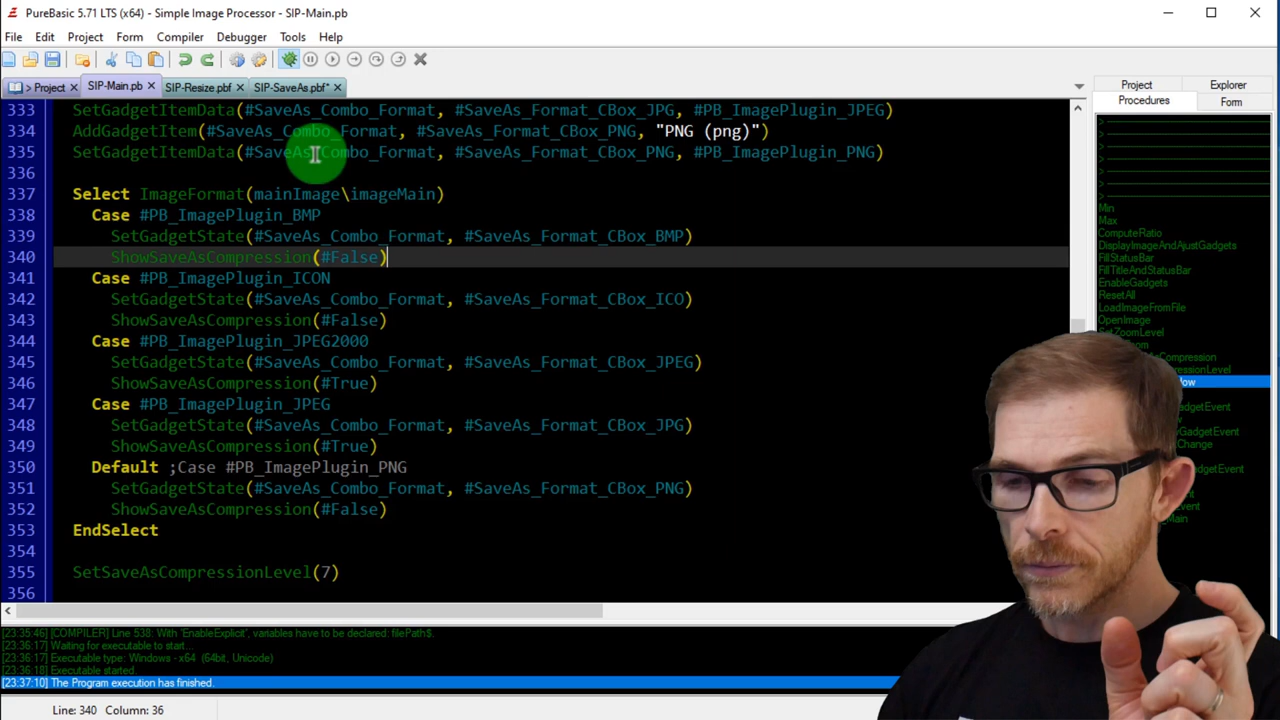 PureBasic 5.71 LTS (x64) - Simple Image Processor - SIP-Main.pb
File Edit Project Form Compiler Debugger Tools Help
> Project SIP-Main.pb SIP-Resize.pbf SIP-SaveAs.pbf*
Project Explorer
Procedures Form
333 SetGadgetItemData(#SaveAs_Combo_Format, #SaveAs_Format_CBox_JPG, #PB_ImagePlugin_JPEG)
334 AddGadgetItem(#SaveAs_Combo_Format, #SaveAs_Format_CBox_PNG, "PNG (png)")
335 SetGadgetItemData(#SaveAs_Combo_Format, #SaveAs_Format_CBox_PNG, #PB_ImagePlugin_PNG)
336
337 Select ImageFormat(mainImage\imageMain)
338 Case #PB_ImagePlugin_BMP
339 SetGadgetState(#SaveAs_Combo_Format, #SaveAs_Format_CBox_BMP)
340 ShowSaveAsCompression(#False)
341 Case #PB_ImagePlugin_ICON
342 SetGadgetState(#SaveAs_Combo_Format, #SaveAs_Format_CBox_ICO)
343 ShowSaveAsCompression(#False)
344 Case #PB_ImagePlugin_JPEG2000
345 SetGadgetState(#SaveAs_Combo_Format, #SaveAs_Format_CBox_JPEG)
346 ShowSaveAsCompression(#True)
347 Case #PB_ImagePlugin_JPEG
348 SetGadgetState(#SaveAs_Combo_Format, #SaveAs_Format_CBox_JPG)
349 ShowSaveAsCompression(#True)
350 Default ;Case #PB_ImagePlugin_PNG
351 SetGadgetState(#SaveAs_Combo_Format, #SaveAs_Format_CBox_PNG)
352 ShowSaveAsCompression(#False)
353 EndSelect
354
355 SetSaveAsCompressionLevel(7)
356
>
>
>
>
>
>
>
Min
Max
ComputeRatio
DisplayImageAndAjustGadgets
FillStatusBar
FillTitleAndStatusBar
EnableGadgets
ResetAll
LoadImageFromFile
OpenImage
SetZoomLevel
[23:35:46] [COMPILER] Line 538: With 'EnableExplicit', variables have to be declared: filePath$.
[23:36:17] Waiting for executable to start...
[23:36:17] Executable type: Windows - x64 (64bit, Unicode)
[23:36:18] Executable started.
[23:37:10] The Program execution has finished.
Line: 340 Column: 36